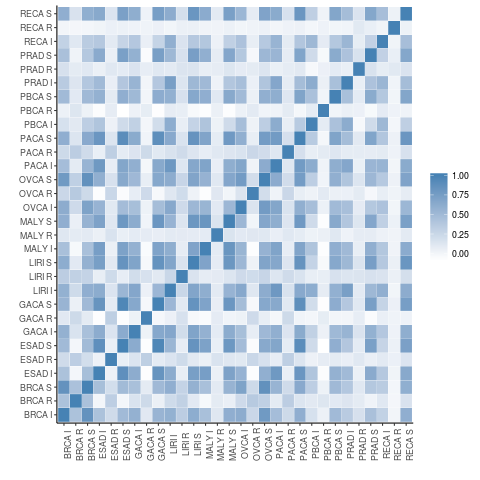 RECA S
RECA R
RECA I
PRAD S
PRAD R
PRAD I
PBCA S
PBCA R
PBCA I
PACA S
PACA R
PACA I
OVCA S
OVCA R
OVCA I
MALY S
MALY R
MALY I
LIRI S
LIRI R
LIRI I
GACA S
GACA R
GACA I
ESAD S
ESAD R
ESAD I
BRCA S
BRCA R
BRCA I
1.00
0.75
0.50
0.25
0.00
BRCA I
BRCA R
BRCA S
ESAD I
ESAD R
ESAD S
GACA I
GACA R
GACA S
LIRI I
LIRI R
LIRI S
MALY I
MALY R
MALY S
OVCA I
OVCA R
OVCA S
PACA I
PACA R
PACA S
PBCA I
PBCA R
PBCA S
PRAD I
PRAD R
PRAD S
RECA I
RECA R
RECA S